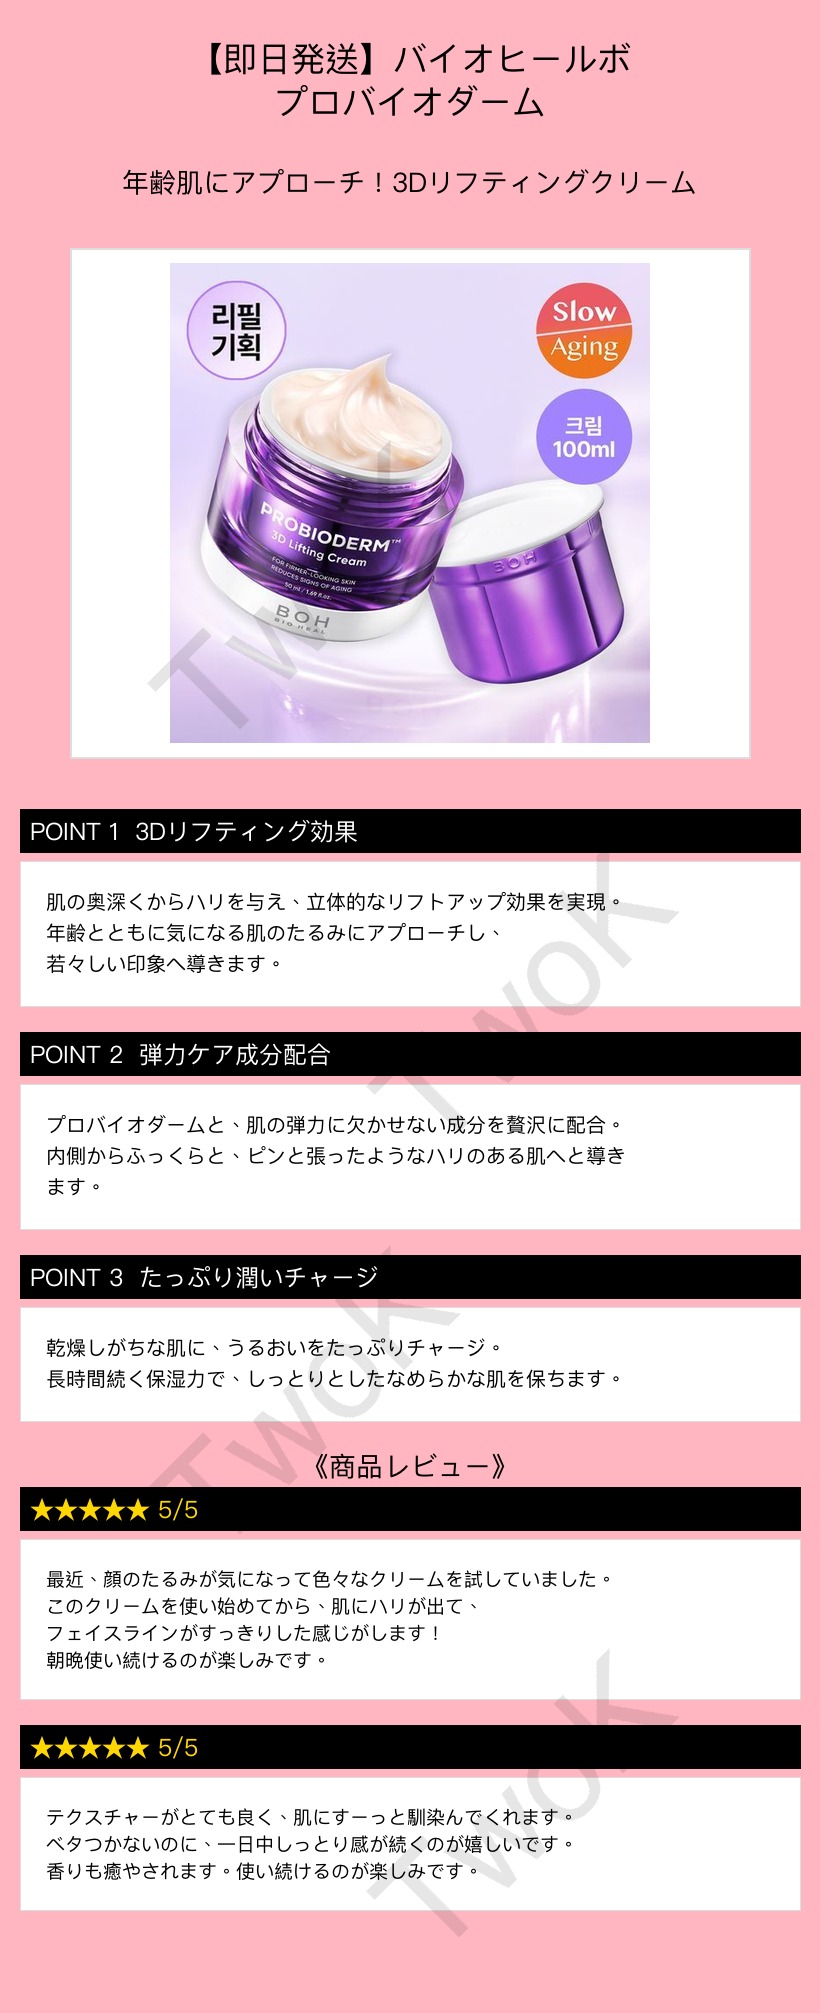 【即日発送】バイオヒールボ
プロバイオダーム
年齢肌にアプローチ！3Dリフティングクリーム
리필
기획
Slow
Aging
크림
100ml
PROBIODERM™
3D Lifting Cream
FOR FIRMER-LOOKING SKIN
REDUCES SIGNS OF AGING
50 ml / 1.69 fl.oz.
BOH
BIO HEAL
BOH
TwoK
POINT 1 3Dリフティング効果
肌の奥深くからハリを与え、立体的なリフトアップ効果を実現。
年齢とともに気になる肌のたるみにアプローチし、
若々しい印象へ導きます。
TwoK
POINT 2 弾力ケア成分配合
プロバイオダームと、肌の弾力に欠かせない成分を贅沢に配合。
内側からふっくらと、ピンと張ったようなハリのある肌へと導き
ます。
POINT 3 たっぷり潤いチャージ
乾燥しがちな肌に、うるおいをたっぷりチャージ。
長時間続く保湿力で、しっとりとしたなめらかな肌を保ちます。
TwoK
《商品レビュー》
★★★★★ 5/5
最近、顔のたるみが気になって色々なクリームを試していました。
このクリームを使い始めてから、肌にハリが出て、
フェイスラインがすっきりした感じがします！
朝晩使い続けるのが楽しみです。
★★★★★ 5/5
テクスチャーがとても良く、肌にすーっと馴染んでくれます。
ベタつかないのに、一日中しっとり感が続くのが嬉しいです。
香りも癒やされます。使い続けるのが楽しみです。
TwoK